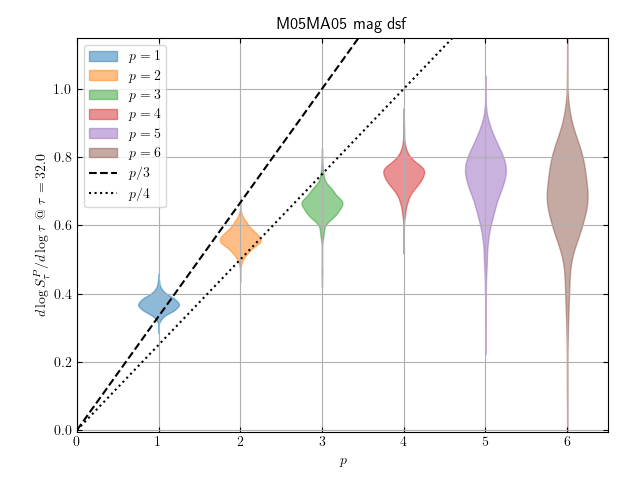 M05MA05 mag dsf
p = 1
p = 2
p = 3
p = 4
p = 5
p = 6
p/3
p/4
d log S_τ^P / d log τ @ τ = 32.0
1.0
0.8
0.6
0.4
0.2
0.0
0 1 2 3 4 5 6
p